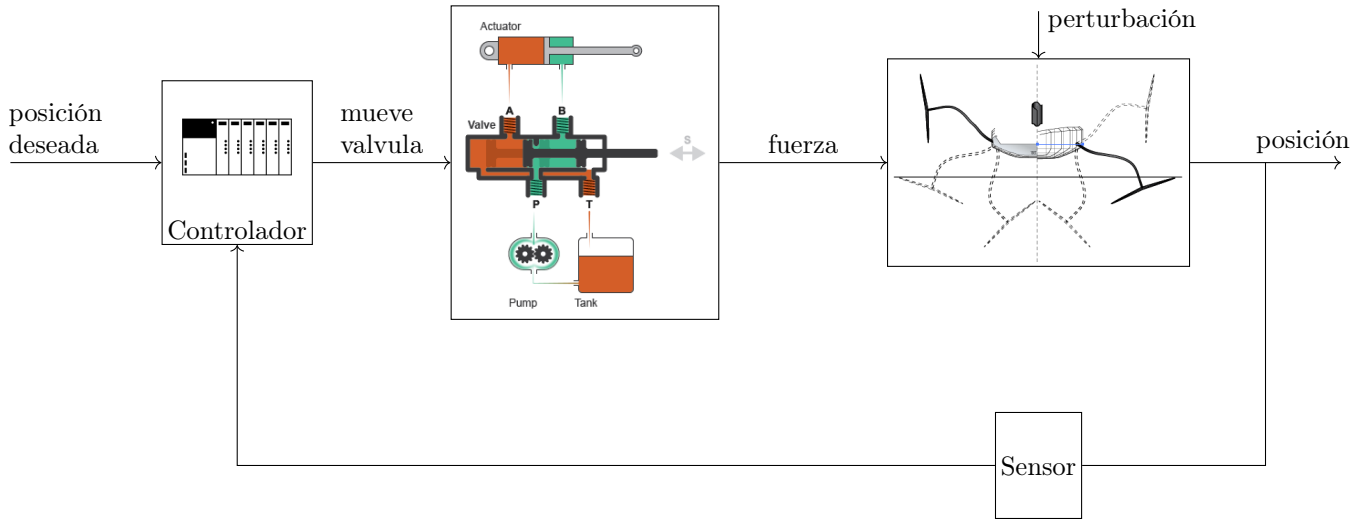 perturbación
Actuator
posición
deseada
mueve
valvula
A
B
Valve
S
fuerza
posición
P
T
Controlador
Pump
Tank
Sensor